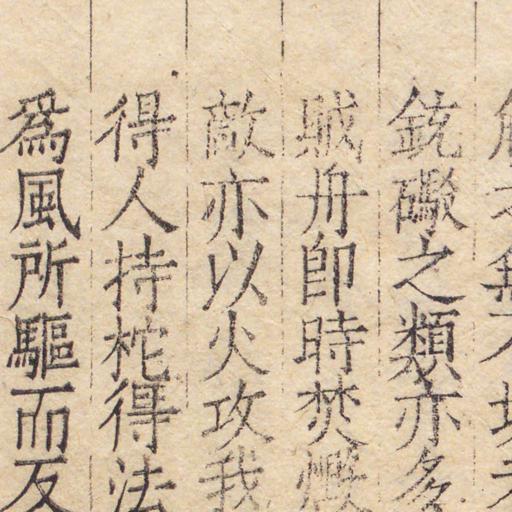 銃礮之類亦多
賊舟即時焚燬
敵亦以火攻我
得人持柁得法
爲風所驅而反